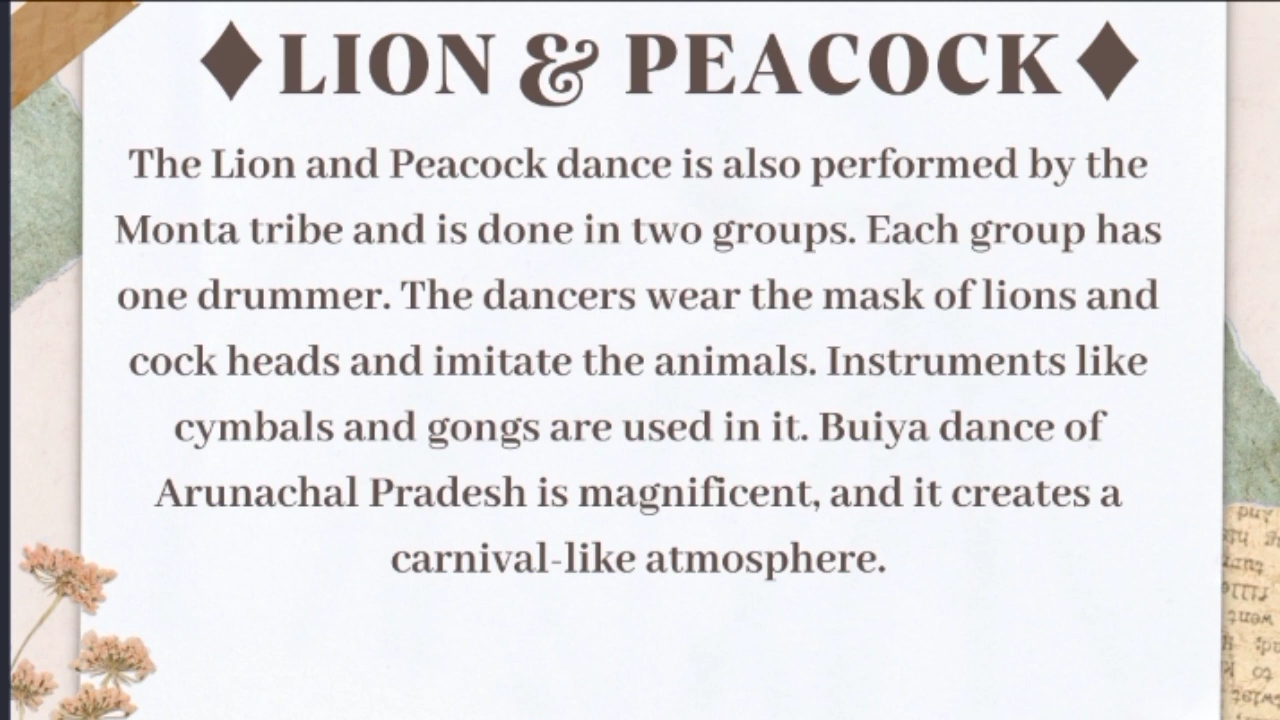 ♦LION & PEACOCK♦
The Lion and Peacock dance is also performed by the
Monta tribe and is done in two groups. Each group has
one drummer. The dancers wear the mask of lions and
cock heads and imitate the animals. Instruments like
cymbals and gongs are used in it. Buiya dance of
Arunachal Pradesh is magnificent, and it creates a
carnival-like atmosphere.